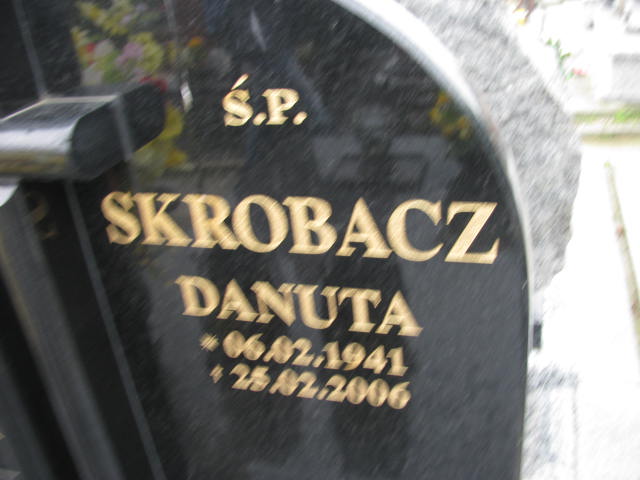 Ś.P.
SKROBACZ
DANUTA
* 06.02.1941
+ 25.02.2006